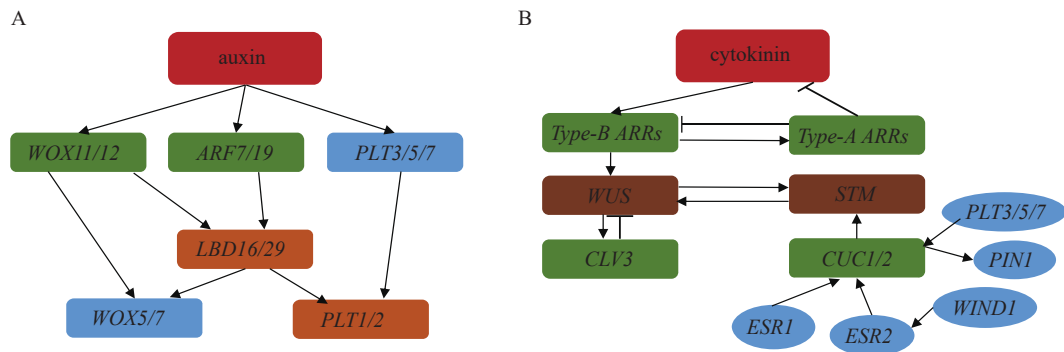 A
auxin
WOX11/12
ARF7/19
PLT3/5/7
LBD16/29
WOX5/7
PLT1/2
B
cytokinin
Type-B ARRs
Type-A ARRs
WUS
STM
PLT3/5/7
CLV3
CUC1/2
PIN1
WIND1
ESR1
ESR2